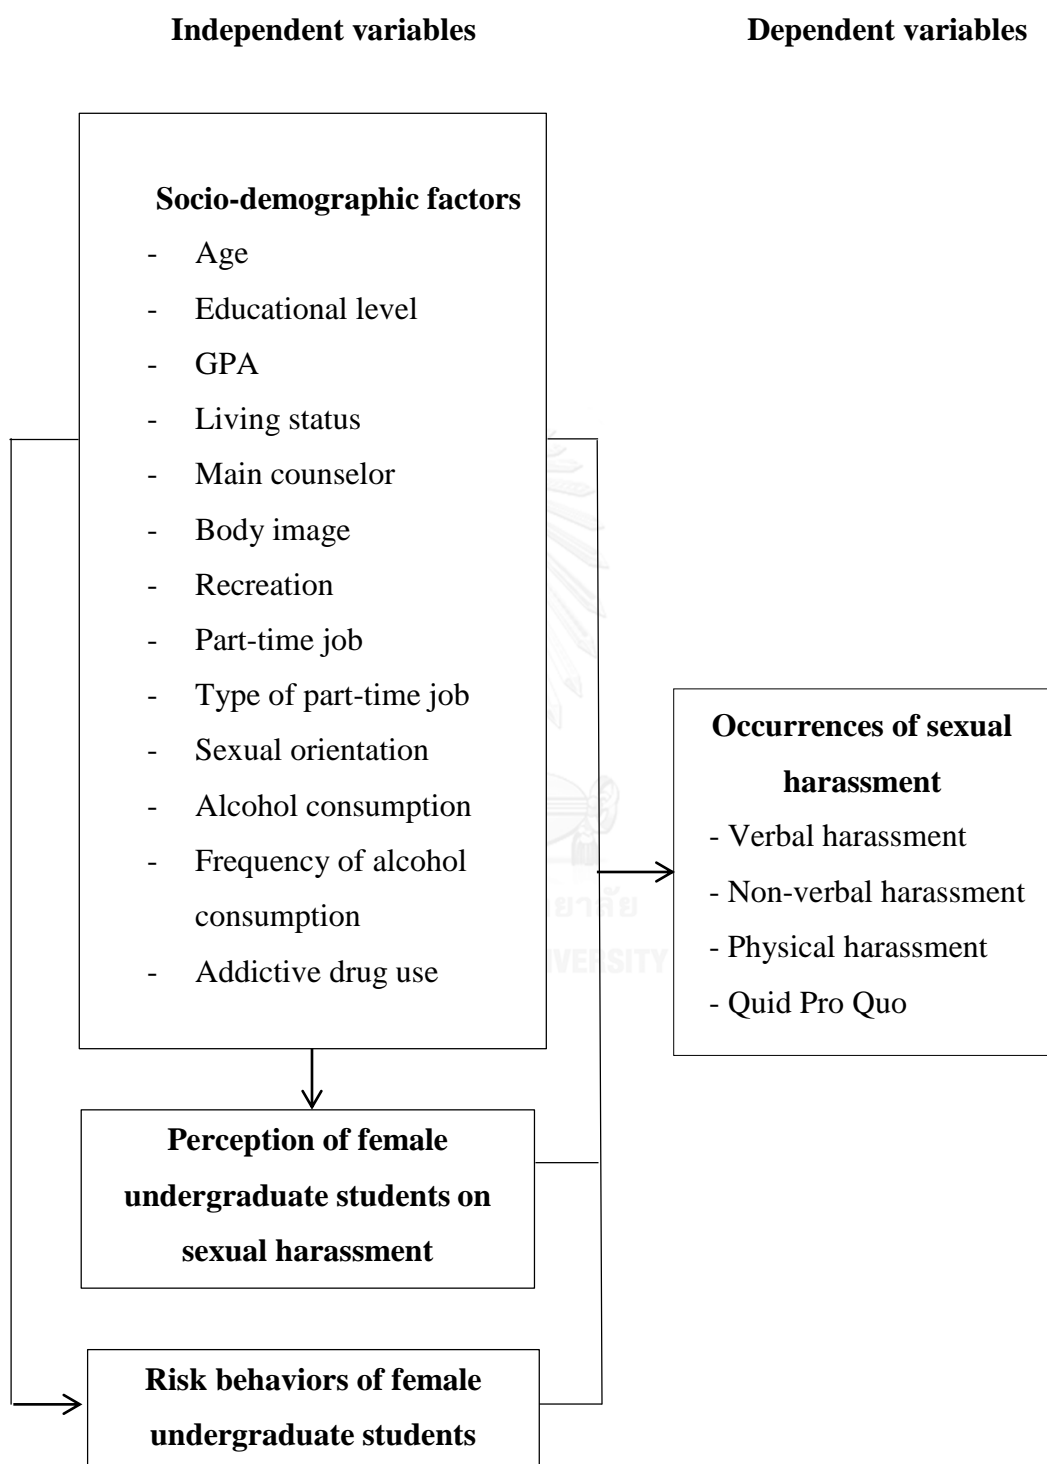 Independent variables
Dependent variables
Socio-demographic factors
- Age
- Educational level
- GPA
- Living status
- Main counselor
- Body image
- Recreation
- Part-time job
- Type of part-time job
- Sexual orientation
- Alcohol consumption
- Frequency of alcohol
consumption
- Addictive drug use
Perception of female
undergraduate students on
sexual harassment
Risk behaviors of female
undergraduate students
Occurrences of sexual
harassment
- Verbal harassment
- Non-verbal harassment
- Physical harassment
- Quid Pro Quo